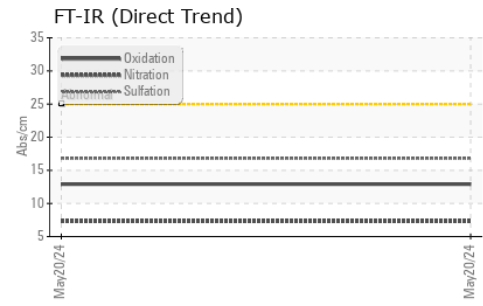 FT-IR (Direct Trend)
35
30
25
20
15
10
5
Abs/cm
Oxidation
Nitration
Sulfation
Abnormal
May20/24
May20/24